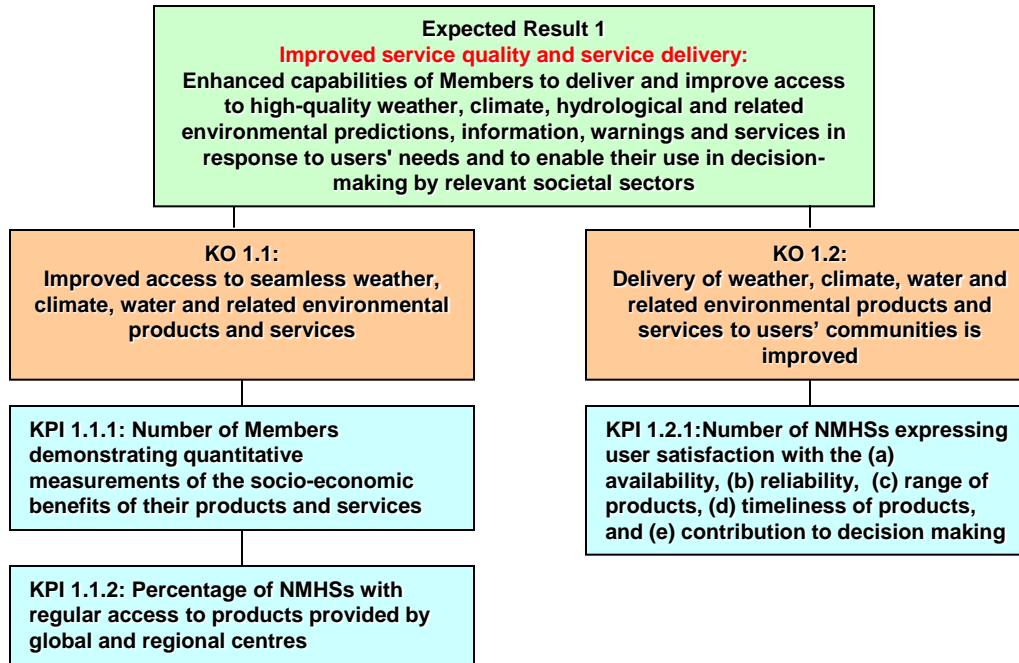 Expected Result 1
Improved service quality and service delivery:
Enhanced capabilities of Members to deliver and improve access
to high-quality weather, climate, hydrological and related
environmental predictions, information, warnings and services in
response to users' needs and to enable their use in decision-
making by relevant societal sectors
KO 1.1:
Improved access to seamless weather,
climate, water and related environmental
products and services
KO 1.2:
Delivery of weather, climate, water and
related environmental products and
services to users’ communities is
improved
KPI 1.1.1: Number of Members
demonstrating quantitative
measurements of the socio-economic
benefits of their products and services
KPI 1.2.1:Number of NMHSs expressing
user satisfaction with the (a)
availability, (b) reliability, (c) range of
products, (d) timeliness of products,
and (e) contribution to decision making
KPI 1.1.2: Percentage of NMHSs with
regular access to products provided by
global and regional centres